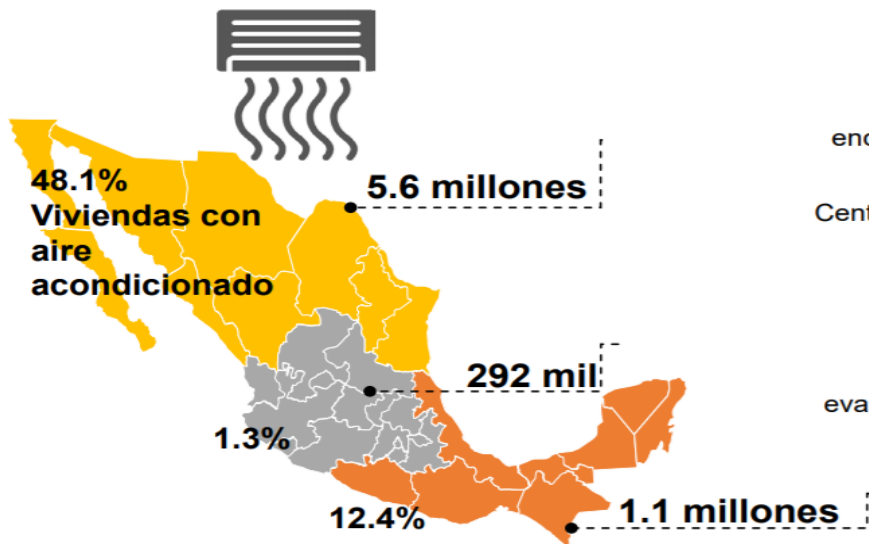 48.1%
Viviendas con
aire
acondicionado
5.6 millones
292 mil
1.3%
12.4%
1.1 millones